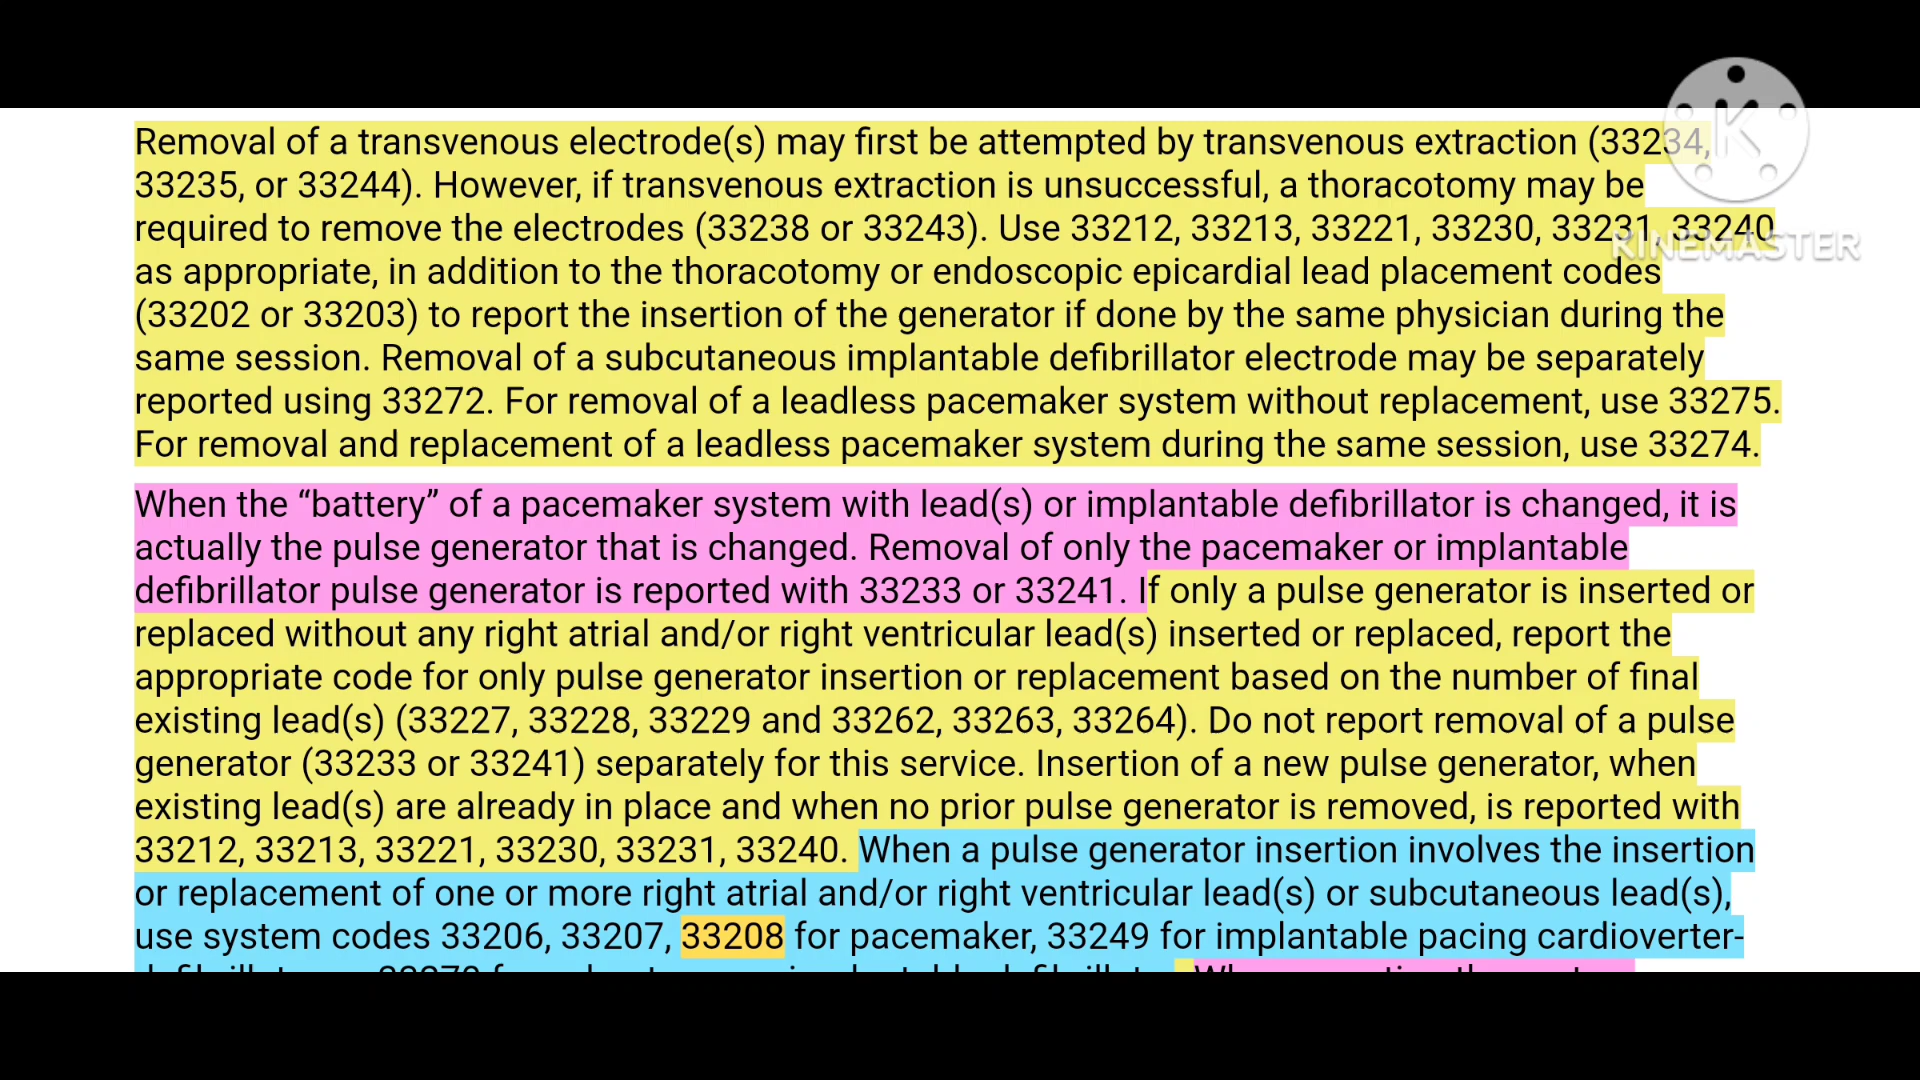 Removal of a transvenous electrode(s) may first be attempted by transvenous extraction (33234,
33235, or 33244). However, if transvenous extraction is unsuccessful, a thoracotomy may be
required to remove the electrodes (33238 or 33243). Use 33212, 33213, 33221, 33230, 33231, 33240
KINEMASTER
as appropriate, in addition to the thoracotomy or endoscopic epicardial lead placement codes
(33202 or 33203) to report the insertion of the generator if done by the same physician during the
same session. Removal of a subcutaneous implantable defibrillator electrode may be separately
reported using 33272. For removal of a leadless pacemaker system without replacement, use 33275.
For removal and replacement of a leadless pacemaker system during the same session, use 33274.
When the “battery” of a pacemaker system with lead(s) or implantable defibrillator is changed, it is
actually the pulse generator that is changed. Removal of only the pacemaker or implantable
defibrillator pulse generator is reported with 33233 or 33241. If only a pulse generator is inserted or
replaced without any right atrial and/or right ventricular lead(s) inserted or replaced, report the
appropriate code for only pulse generator insertion or replacement based on the number of final
existing lead(s) (33227, 33228, 33229 and 33262, 33263, 33264). Do not report removal of a pulse
generator (33233 or 33241) separately for this service. Insertion of a new pulse generator, when
existing lead(s) are already in place and when no prior pulse generator is removed, is reported with
33212, 33213, 33221, 33230, 33231, 33240. When a pulse generator insertion involves the insertion
or replacement of one or more right atrial and/or right ventricular lead(s) or subcutaneous lead(s),
use system codes 33206, 33207, 33208 for pacemaker, 33249 for implantable pacing cardioverter-